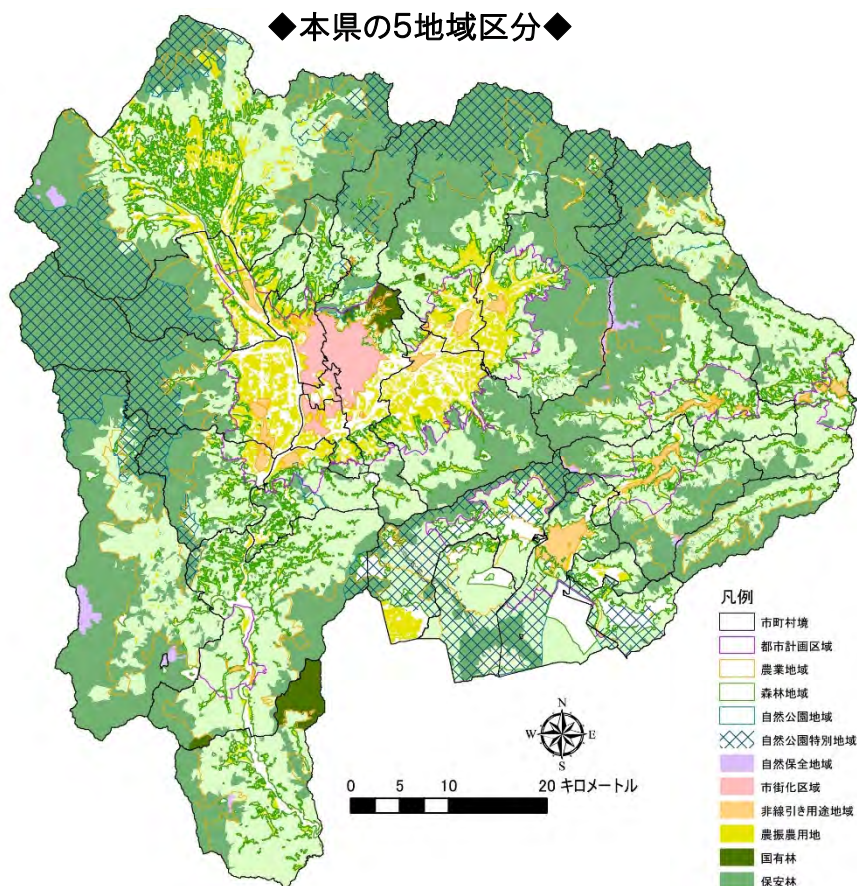 ◆本県の5地域区分◆
凡例
市町村境
都市計画区域
農業地域
森林地域
自然公園地域
自然公園特別地域
自然保全地域
市街化区域
非線引き用途地域
農振農用地
国有林
保安林
N
W E
S
0 5 10 20 キロメートル